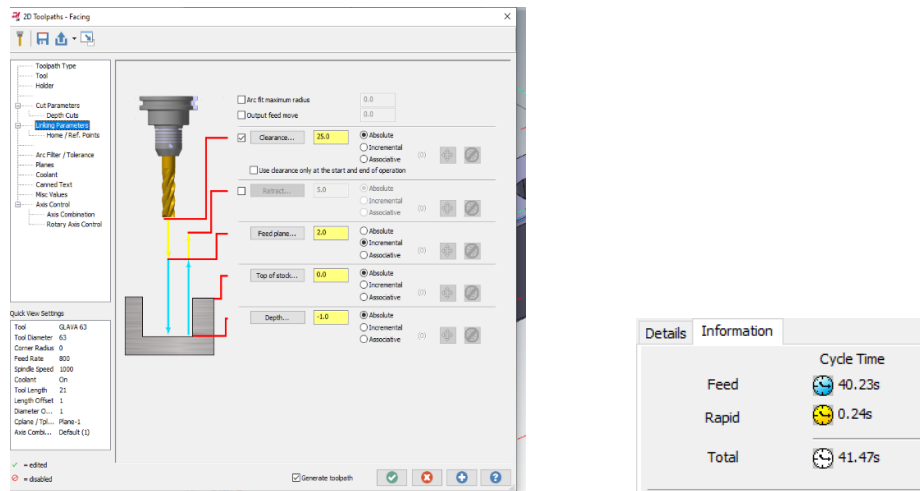 2D Toolpaths - Facing
Toolpath Type
Tool
Holder
Cut Parameters
Depth Cuts
Linking Parameters
Home / Ref. Points
Arc Filter / Tolerance
Planes
Coolant
Canned Text
Misc Values
Axis Control
Axis Combination
Rotary Axis Control
Quick View Settings
Tool GLAVA 63
Tool Diameter 63
Corner Radius 0
Feed Rate 800
Spindle Speed 1000
Coolant On
Tool Length 21
Length Offset 1
Diameter O... 1
Cplane / Tpl... Plane-1
Axis Combi... Default (1)
= edited
= disabled
Arc fit maximum radius 0.0
Output feed move 0.0
Clearance... 25.0 Absolute
Incremental
Associative (0)
Use clearance only at the start and end of operation
Retract... 5.0 Absolute
Incremental
Associative (0)
Feed plane... 2.0 Absolute
Incremental
Associative (0)
Top of stock... 0.0 Absolute
Incremental
Associative (0)
Depth... -1.0 Absolute
Incremental
Associative (0)
Generate toolpath
Details Information
Cycle Time
Feed 40.23s
Rapid 0.24s
Total 41.47s